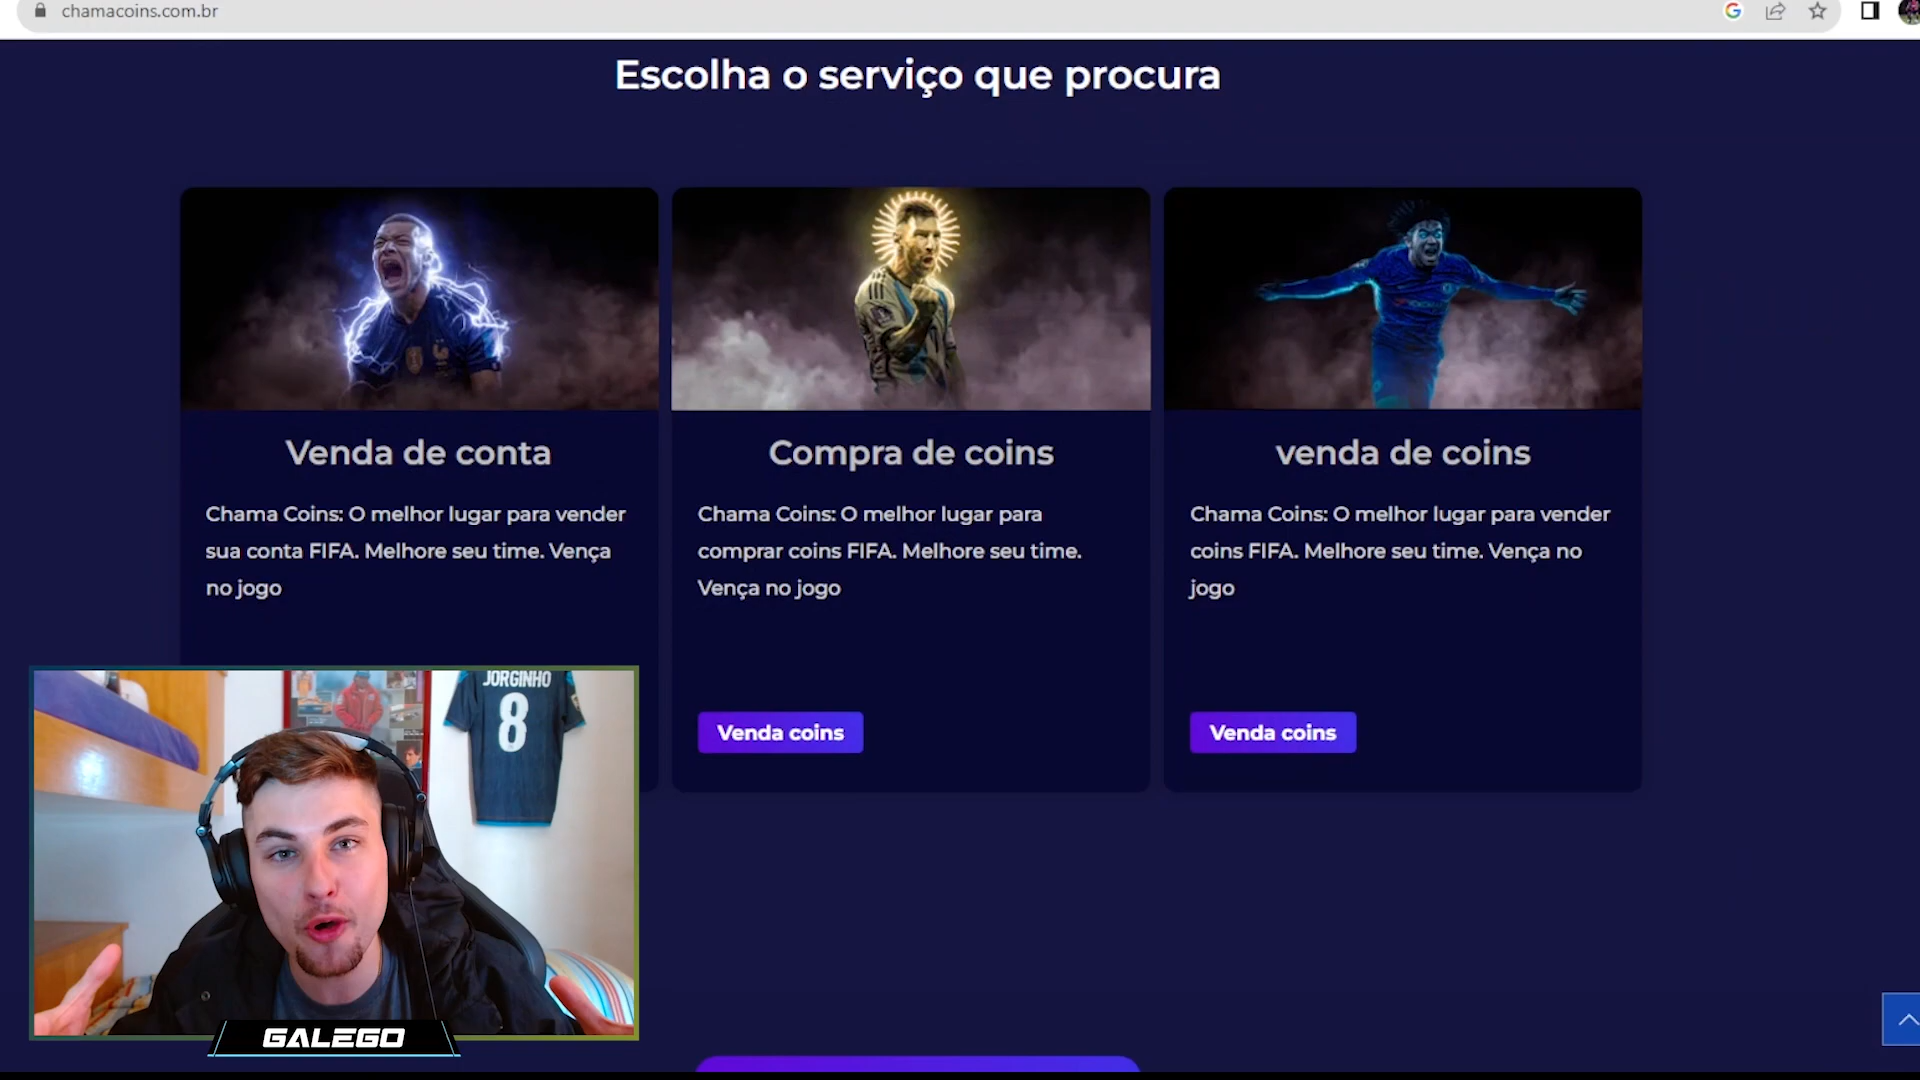 chamacoins.com.br
Escolha o serviço que procura
Venda de conta
Chama Coins: O melhor lugar para vender
sua conta FIFA. Melhore seu time. Vença
no jogo
Compra de coins
Chama Coins: O melhor lugar para
comprar coins FIFA. Melhore seu time.
Vença no jogo
Venda coins
venda de coins
Chama Coins: O melhor lugar para vender
coins FIFA. Melhore seu time. Vença no
jogo
Venda coins
JORGINHO
8
GALEGO